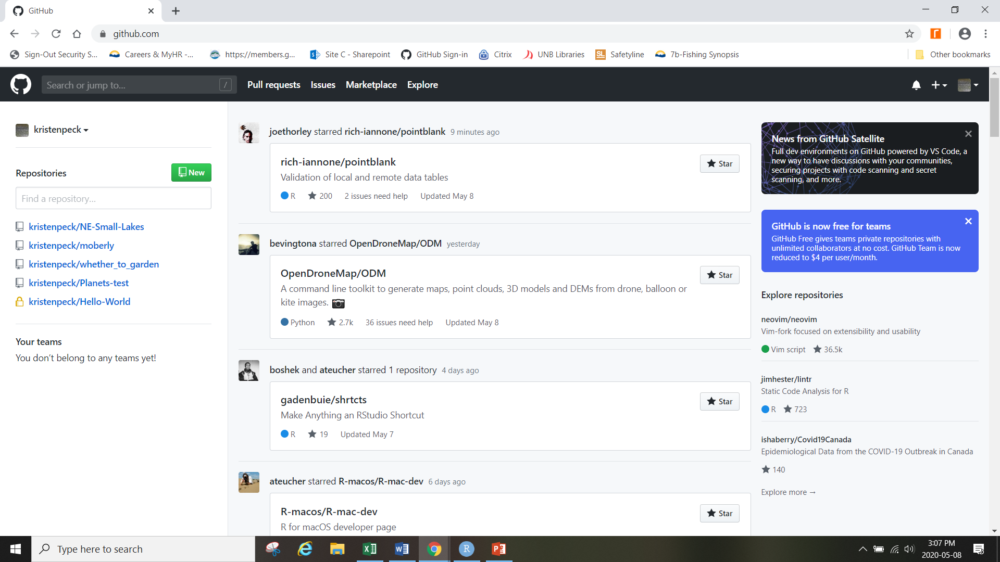 GitHub
github.com
Sign-Out Security S...
Careers & MyHR -...
https://members.g...
Site C - Sharepoint
GitHub Sign-in
Citrix
UNB Libraries
SL
Safetyline
7b-Fishing Synopsis
Other bookmarks
Search or jump to...
/
Pull requests
Issues
Marketplace
Explore
kristenpeck
Repositories
New
Find a repository...
kristenpeck/NE-Small-Lakes
kristenpeck/moberly
kristenpeck/whether_to_garden
kristenpeck/Planets-test
kristenpeck/Hello-World
Your teams
You don’t belong to any teams yet!
joethorley starred rich-iannone/pointblank 9 minutes ago
rich-iannone/pointblank
Star
Validation of local and remote data tables
R 200 2 issues need help Updated May 8
bevingtona starred OpenDroneMap/ODM yesterday
OpenDroneMap/ODM
Star
A command line toolkit to generate maps, point clouds, 3D models and DEMs from drone, balloon or
kite images.
Python 2.7k 36 issues need help Updated May 8
boshek and ateucher starred 1 repository 4 days ago
gadenbuie/shrtcts
Star
Make Anything an RStudio Shortcut
R 19 Updated May 7
ateucher starred R-macos/R-mac-dev 6 days ago
R-macos/R-mac-dev
Star
R for macOS developer page
News from GitHub Satellite
Full dev environments on GitHub powered by VS Code, a
new way to have discussions with your communities,
securing projects with code scanning and secret
scanning, and more.
GitHub is now free for teams
GitHub Free gives teams private repositories with
unlimited collaborators at no cost. GitHub Team is now
reduced to $4 per user/month.
Explore repositories
neovim/neovim
Vim-fork focused on extensibility and usability
Vim script 36.5k
jimhester/lintr
Static Code Analysis for R
R 723
ishaberry/Covid19Canada
Epidemiological Data from the COVID-19 Outbreak in Canada
140
Explore more →
Type here to search
3:07 PM
2020-05-08